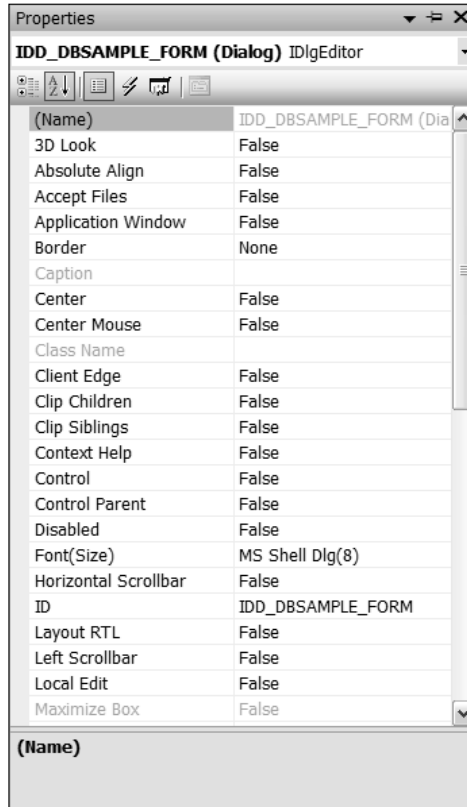 Properties
IDD_DBSAMPLE_FORM (Dialog) IDlgEditor
(Name) IDD_DBSAMPLE_FORM (Dia
3D Look False
Absolute Align False
Accept Files False
Application Window False
Border None
Caption
Center False
Center Mouse False
Class Name
Client Edge False
Clip Children False
Clip Siblings False
Context Help False
Control False
Control Parent False
Disabled False
Font(Size) MS Shell Dlg(8)
Horizontal Scrollbar False
ID IDD_DBSAMPLE_FORM
Layout RTL False
Left Scrollbar False
Local Edit False
Maximize Box False
(Name)